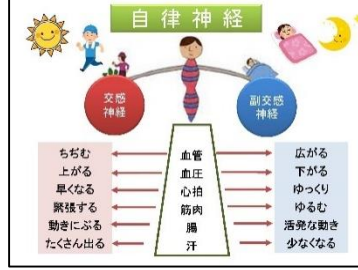 自律神経
交感
神経
副交感
神経
ちぢむ 血管 広がる
上がる 血圧 下がる
早くなる 心拍 ゆっくり
緊張する 筋肉 ゆるむ
動きにぶる 腸 活発な動き
たくさん出る 汗 少なくなる